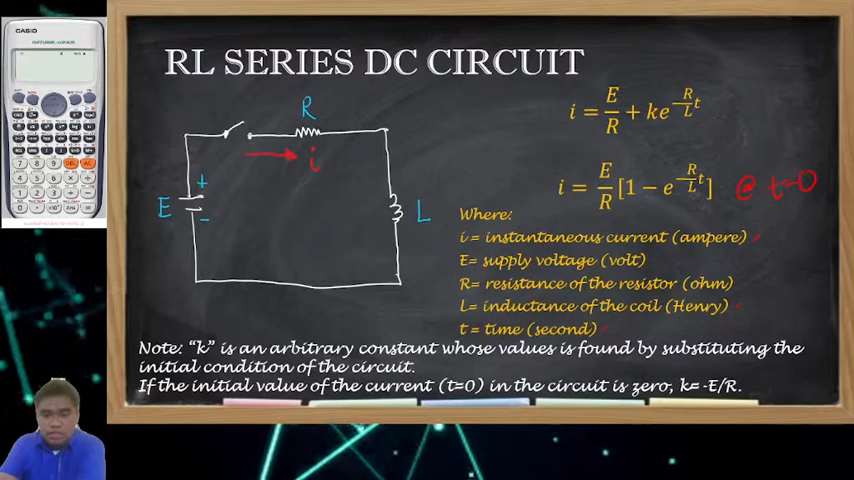 CASIO
RL SERIES DC CIRCUIT
R
i
E
+
-
L
i = E/R + ke^{-R/L t}
i = E/R [1 - e^{-R/L t}] @ t=0
Where:
i = instantaneous current (ampere)
E= supply voltage (volt)
R= resistance of the resistor (ohm)
L= inductance of the coil (Henry)
t = time (second)
Note: "k" is an arbitrary constant whose values is found by substituting the
initial condition of the circuit.
If the initial value of the current (t=0) in the circuit is zero, k= -E/R.